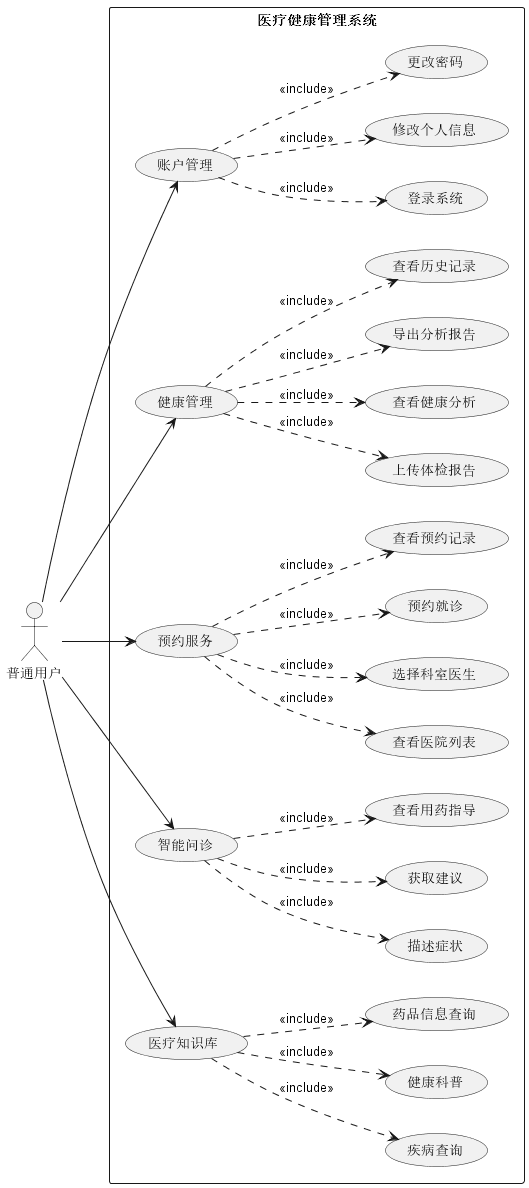 医疗健康管理系统
更改密码
«include»
修改个人信息
«include»
账户管理
«include»
登录系统
查看历史记录
«include»
导出分析报告
«include»
健康管理
«include»
查看健康分析
«include»
上传体检报告
查看预约记录
«include»
预约就诊
«include»
预约服务
«include»
选择科室医生
普通用户
«include»
查看医院列表
查看用药指导
«include»
智能问诊
«include»
获取建议
«include»
描述症状
药品信息查询
«include»
医疗知识库
«include»
健康科普
«include»
疾病查询